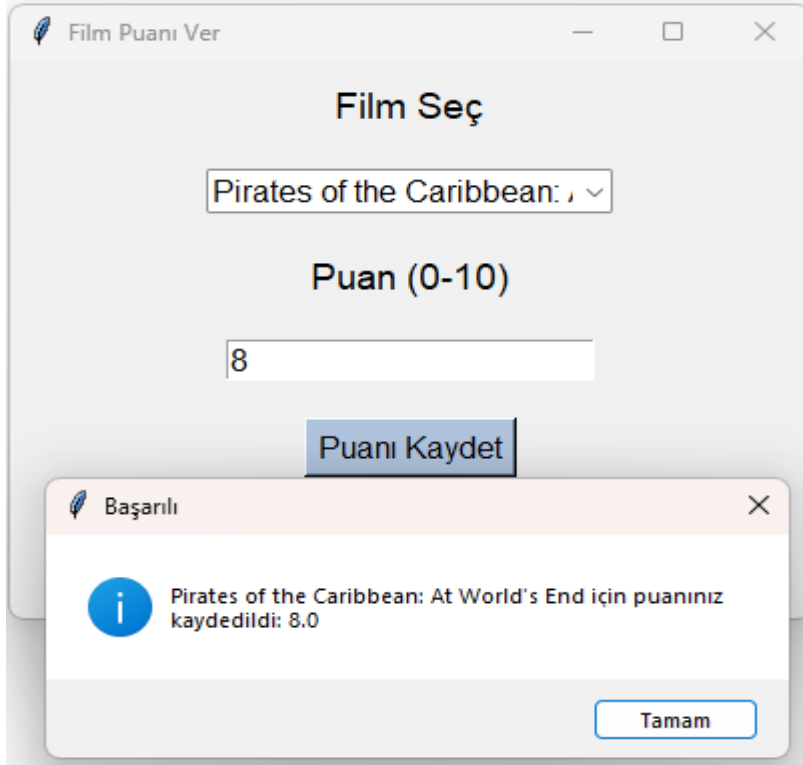 Film Puanı Ver
Film Seç
Pirates of the Caribbean:
Puan (0-10)
8
Puanı Kaydet
Başarılı
Pirates of the Caribbean: At World's End için puanınız
kaydedildi: 8.0
Tamam